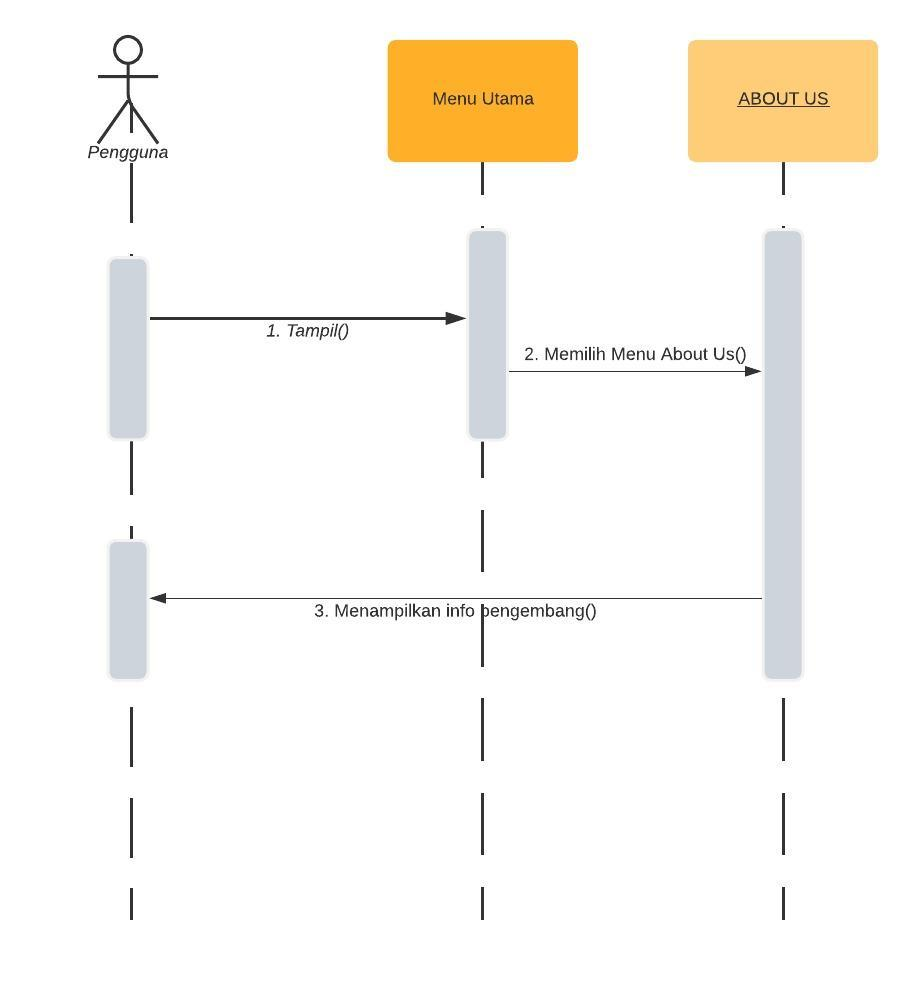 Pengguna
Menu Utama
ABOUT US
1. Tampil()
2. Memilih Menu About Us()
3. Menampilkan info pengembang()